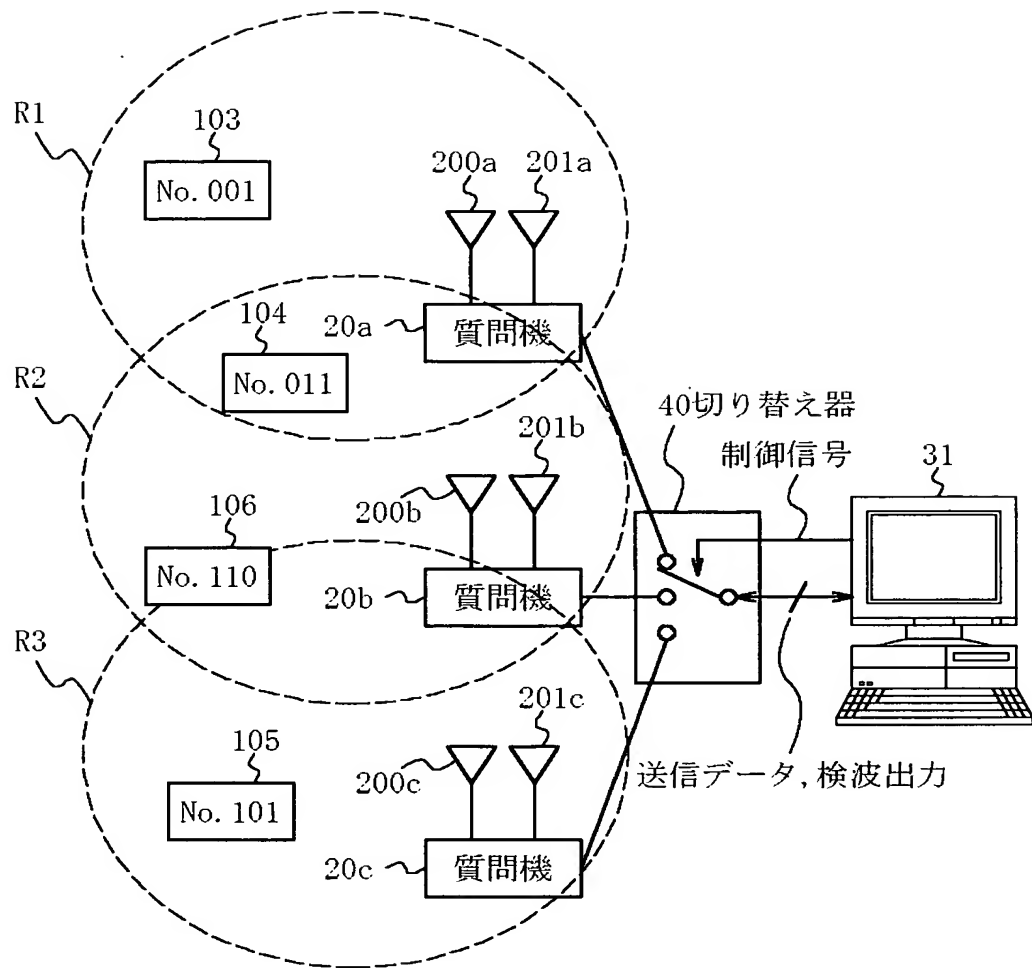 R1
103
No. 001
200a
201a
20a
質問機
104
No. 011
R2
40切り替え器
制御信号
31
200b
201b
106
No. 110
20b
質問機
R3
105
No. 101
200c
201c
20c
質問機
送信データ, 検波出力